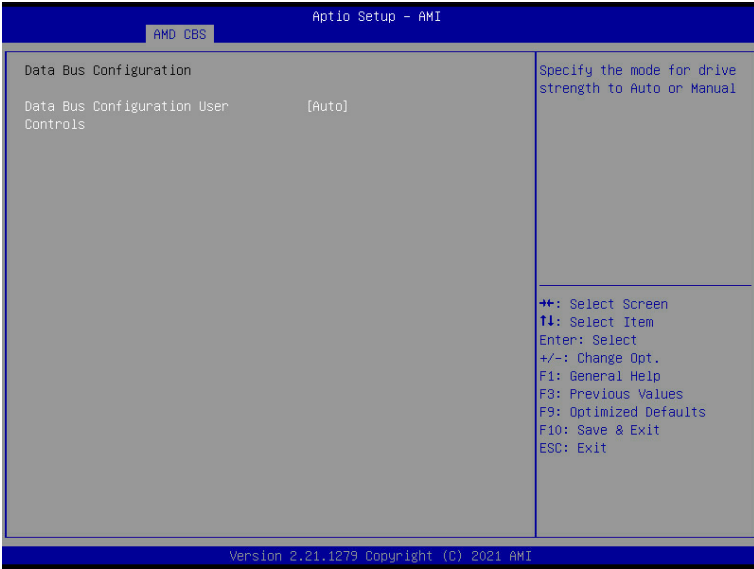 Aptio Setup – AMI
AMD CBS
Data Bus Configuration
Data Bus Configuration User [Auto]
Controls
Specify the mode for drive
strength to Auto or Manual
→←: Select Screen
↑↓: Select Item
Enter: Select
+/-: Change Opt.
F1: General Help
F3: Previous Values
F9: Optimized Defaults
F10: Save & Exit
ESC: Exit
Version 2.21.1279 Copyright (C) 2021 AMI